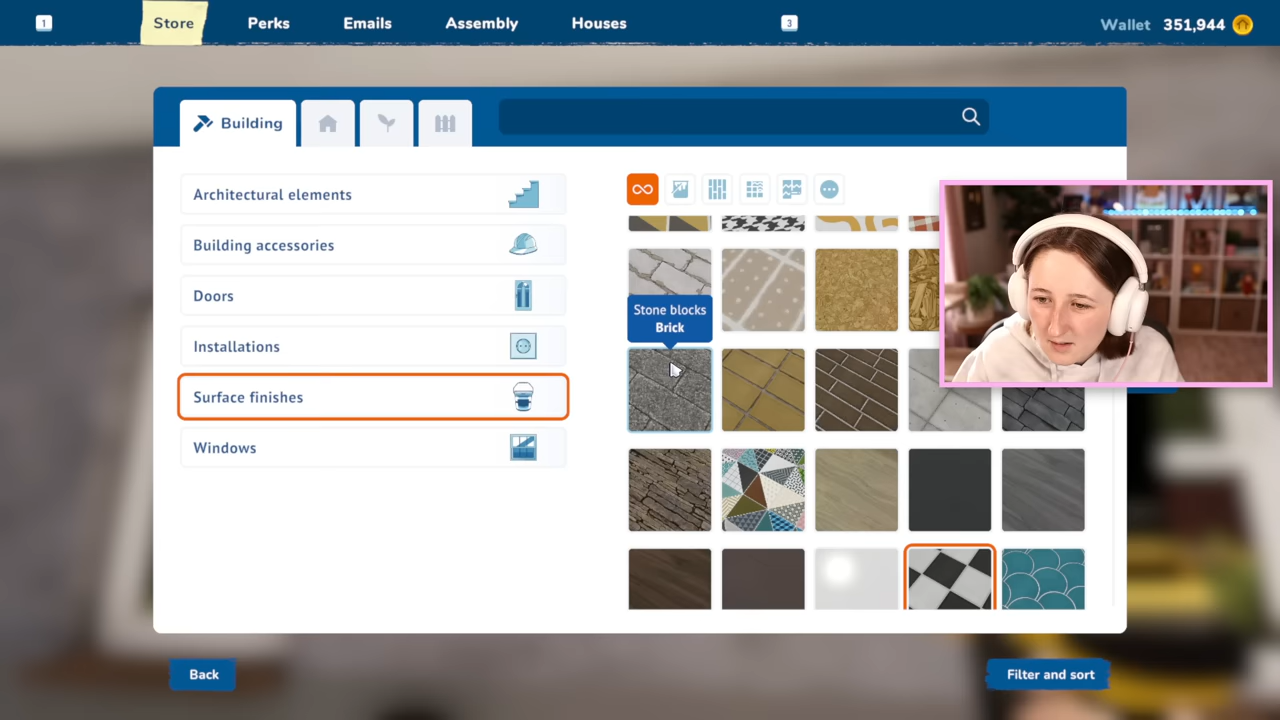 1
Store
Perks
Emails
Assembly
Houses
3
Wallet 351,944
Building
Architectural elements
Building accessories
Doors
Installations
Surface finishes
Windows
Stone blocks
Brick
Back
Filter and sort